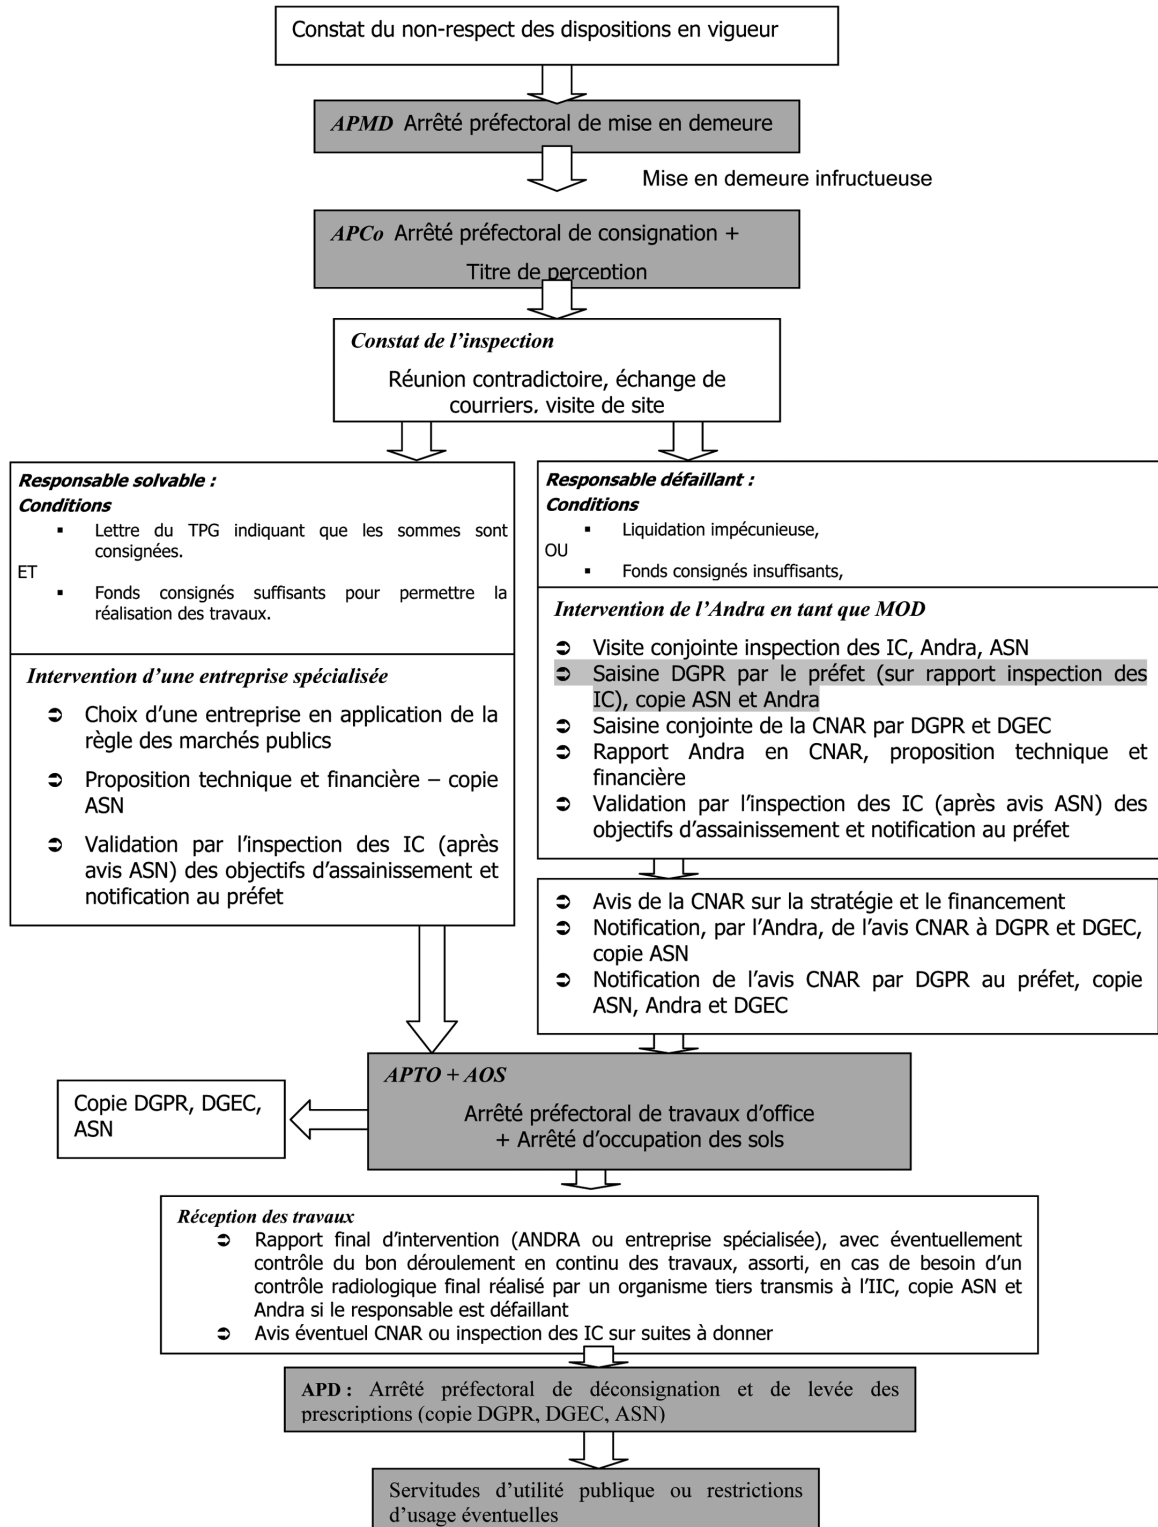 Constat du non-respect des dispositions en vigueur
APMD Arrêté préfectoral de mise en demeure
Mise en demeure infructueuse
APCo Arrêté préfectoral de consignation +
Titre de perception
Constat de l’inspection
Réunion contradictoire, échange de
courriers, visite de site
Responsable solvable :
Conditions
▪ Lettre du TPG indiquant que les sommes sont
consignées.
ET
▪ Fonds consignés suffisants pour permettre la
réalisation des travaux.
Intervention d’une entreprise spécialisée
➲ Choix d’une entreprise en application de la
règle des marchés publics
➲ Proposition technique et financière – copie
ASN
➲ Validation par l’inspection des IC (après
avis ASN) des objectifs d’assainissement et
notification au préfet
Responsable défaillant :
Conditions
▪ Liquidation impécunieuse,
OU
▪ Fonds consignés insuffisants,
Intervention de l’Andra en tant que MOD
➲ Visite conjointe inspection des IC, Andra, ASN
➲ Saisine DGPR par le préfet (sur rapport inspection des
IC), copie ASN et Andra
➲ Saisine conjointe de la CNAR par DGPR et DGEC
➲ Rapport Andra en CNAR, proposition technique et
financière
➲ Validation par l’inspection des IC (après avis ASN) des
objectifs d’assainissement et notification au préfet
➲ Avis de la CNAR sur la stratégie et le financement
➲ Notification, par l’Andra, de l’avis CNAR à DGPR et DGEC,
copie ASN
➲ Notification de l’avis CNAR par DGPR au préfet, copie
ASN, Andra et DGEC
APTO + AOS
Arrêté préfectoral de travaux d’office
+ Arrêté d’occupation des sols
Copie DGPR, DGEC,
ASN
Réception des travaux
➲ Rapport final d’intervention (ANDRA ou entreprise spécialisée), avec éventuellement
contrôle du bon déroulement en continu des travaux, assorti, en cas de besoin d’un
contrôle radiologique final réalisé par un organisme tiers transmis à l’IIC, copie ASN et
Andra si le responsable est défaillant
➲ Avis éventuel CNAR ou inspection des IC sur suites à donner
APD : Arrêté préfectoral de déconsignation et de levée des
prescriptions (copie DGPR, DGEC, ASN)
Servitudes d’utilité publique ou restrictions
d’usage éventuelles